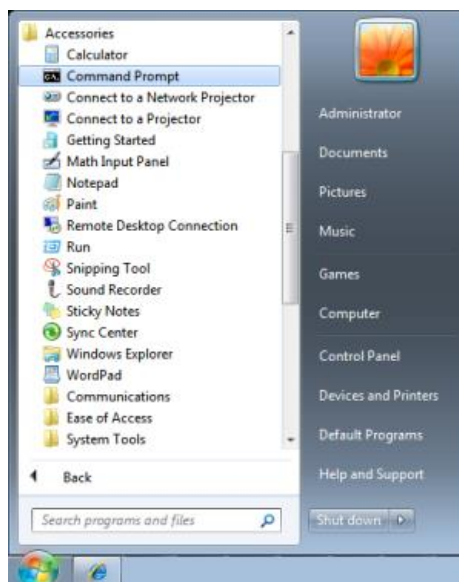 Accessories
Calculator
Command Prompt
Connect to a Network Projector
Connect to a Projector
Getting Started
Math Input Panel
Notepad
Paint
Remote Desktop Connection
Run
Snipping Tool
Sound Recorder
Sticky Notes
Sync Center
Windows Explorer
WordPad
Communications
Ease of Access
System Tools
Back
Search programs and files
Administrator
Documents
Pictures
Music
Games
Computer
Control Panel
Devices and Printers
Default Programs
Help and Support
Shut down